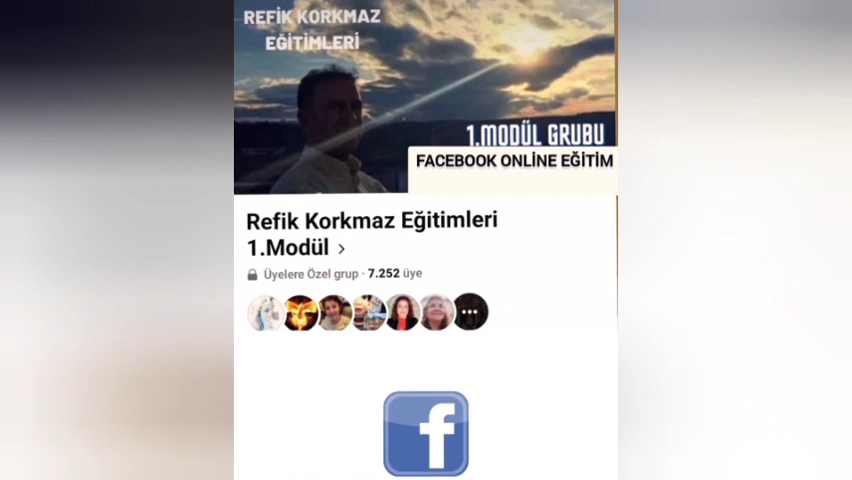 REFİK KORKMAZ
EĞİTİMLERİ
1.MODÜL GRUBU
FACEBOOK ONLİNE EĞİTİM
Refik Korkmaz Eğitimleri
1.Modül >
Üyelere Özel grup · 7.252 üye
f